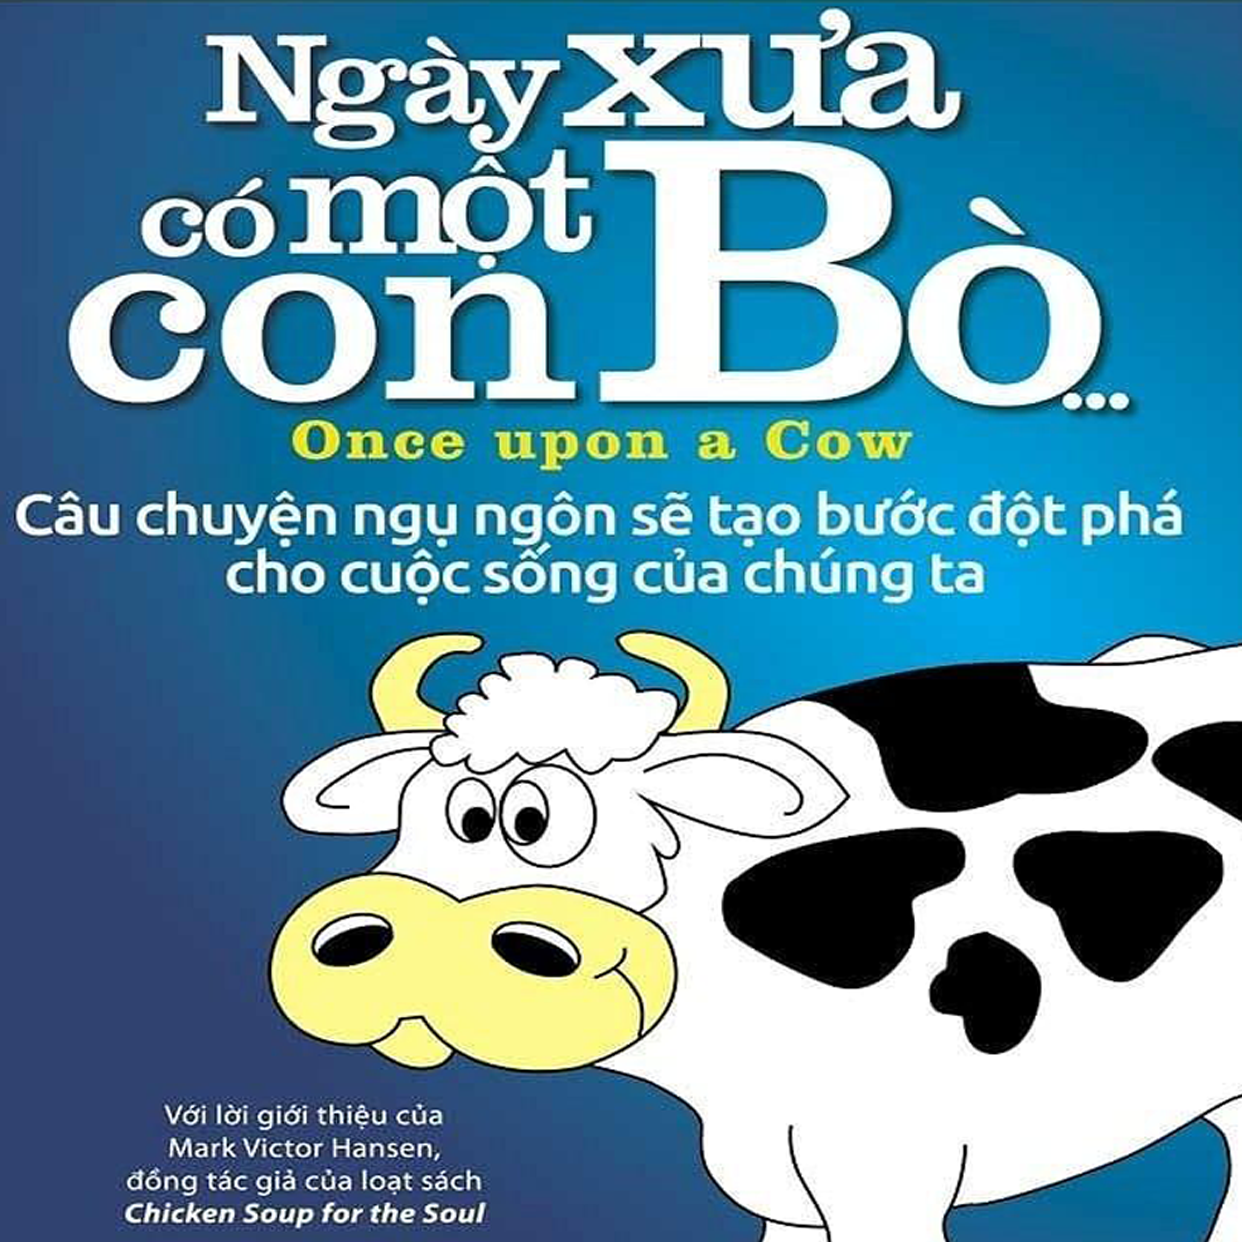 Ngày xưa
có một
con Bò...
Once upon a Cow
Câu chuyện ngụ ngôn sẽ tạo bước đột phá
cho cuộc sống của chúng ta
Với lời giới thiệu của
Mark Victor Hansen,
đồng tác giả của loạt sách
Chicken Soup for the Soul